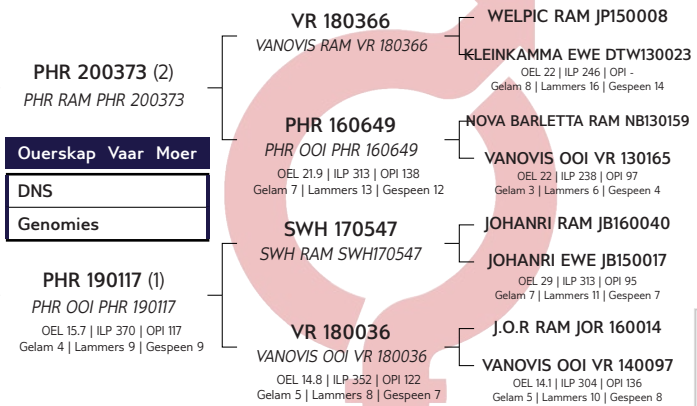 PHR 200373 (2)
PHR RAM PHR 200373
Ouerskap Vaar Moer
DNS
Genomies
PHR 190117 (1)
PHR OOI PHR 190117
OEL 15.7 | ILP 370 | OPI 117
Gelam 4 | Lammers 9 | Gespeen 9
VR 180366
VANOVIS RAM VR 180366
PHR 160649
PHR OOI PHR 160649
OEL 21.9 | ILP 313 | OPI 138
Gelam 7 | Lammers 13 | Gespeen 12
SWH 170547
SWH RAM SWH170547
VR 180036
VANOVIS OOI VR 180036
OEL 14.8 | ILP 352 | OPI 122
Gelam 5 | Lammers 8 | Gespeen 7
WELPIC RAM JP150008
KLEINKAMMA EWE DTW130023
OEL 22 | ILP 246 | OPI -
Gelam 8 | Lammers 16 | Gespeen 14
NOVA BARLETTA RAM NB130159
VANOVIS OOI VR 130165
OEL 22 | ILP 238 | OPI 97
Gelam 3 | Lammers 6 | Gespeen 4
JOHANRI RAM JB160040
JOHANRI EWE JB150017
OEL 29 | ILP 313 | OPI 95
Gelam 7 | Lammers 11 | Gespeen 7
J.O.R RAM JOR 160014
VANOVIS OOI VR 140097
OEL 14.1 | ILP 304 | OPI 136
Gelam 5 | Lammers 10 | Gespeen 8